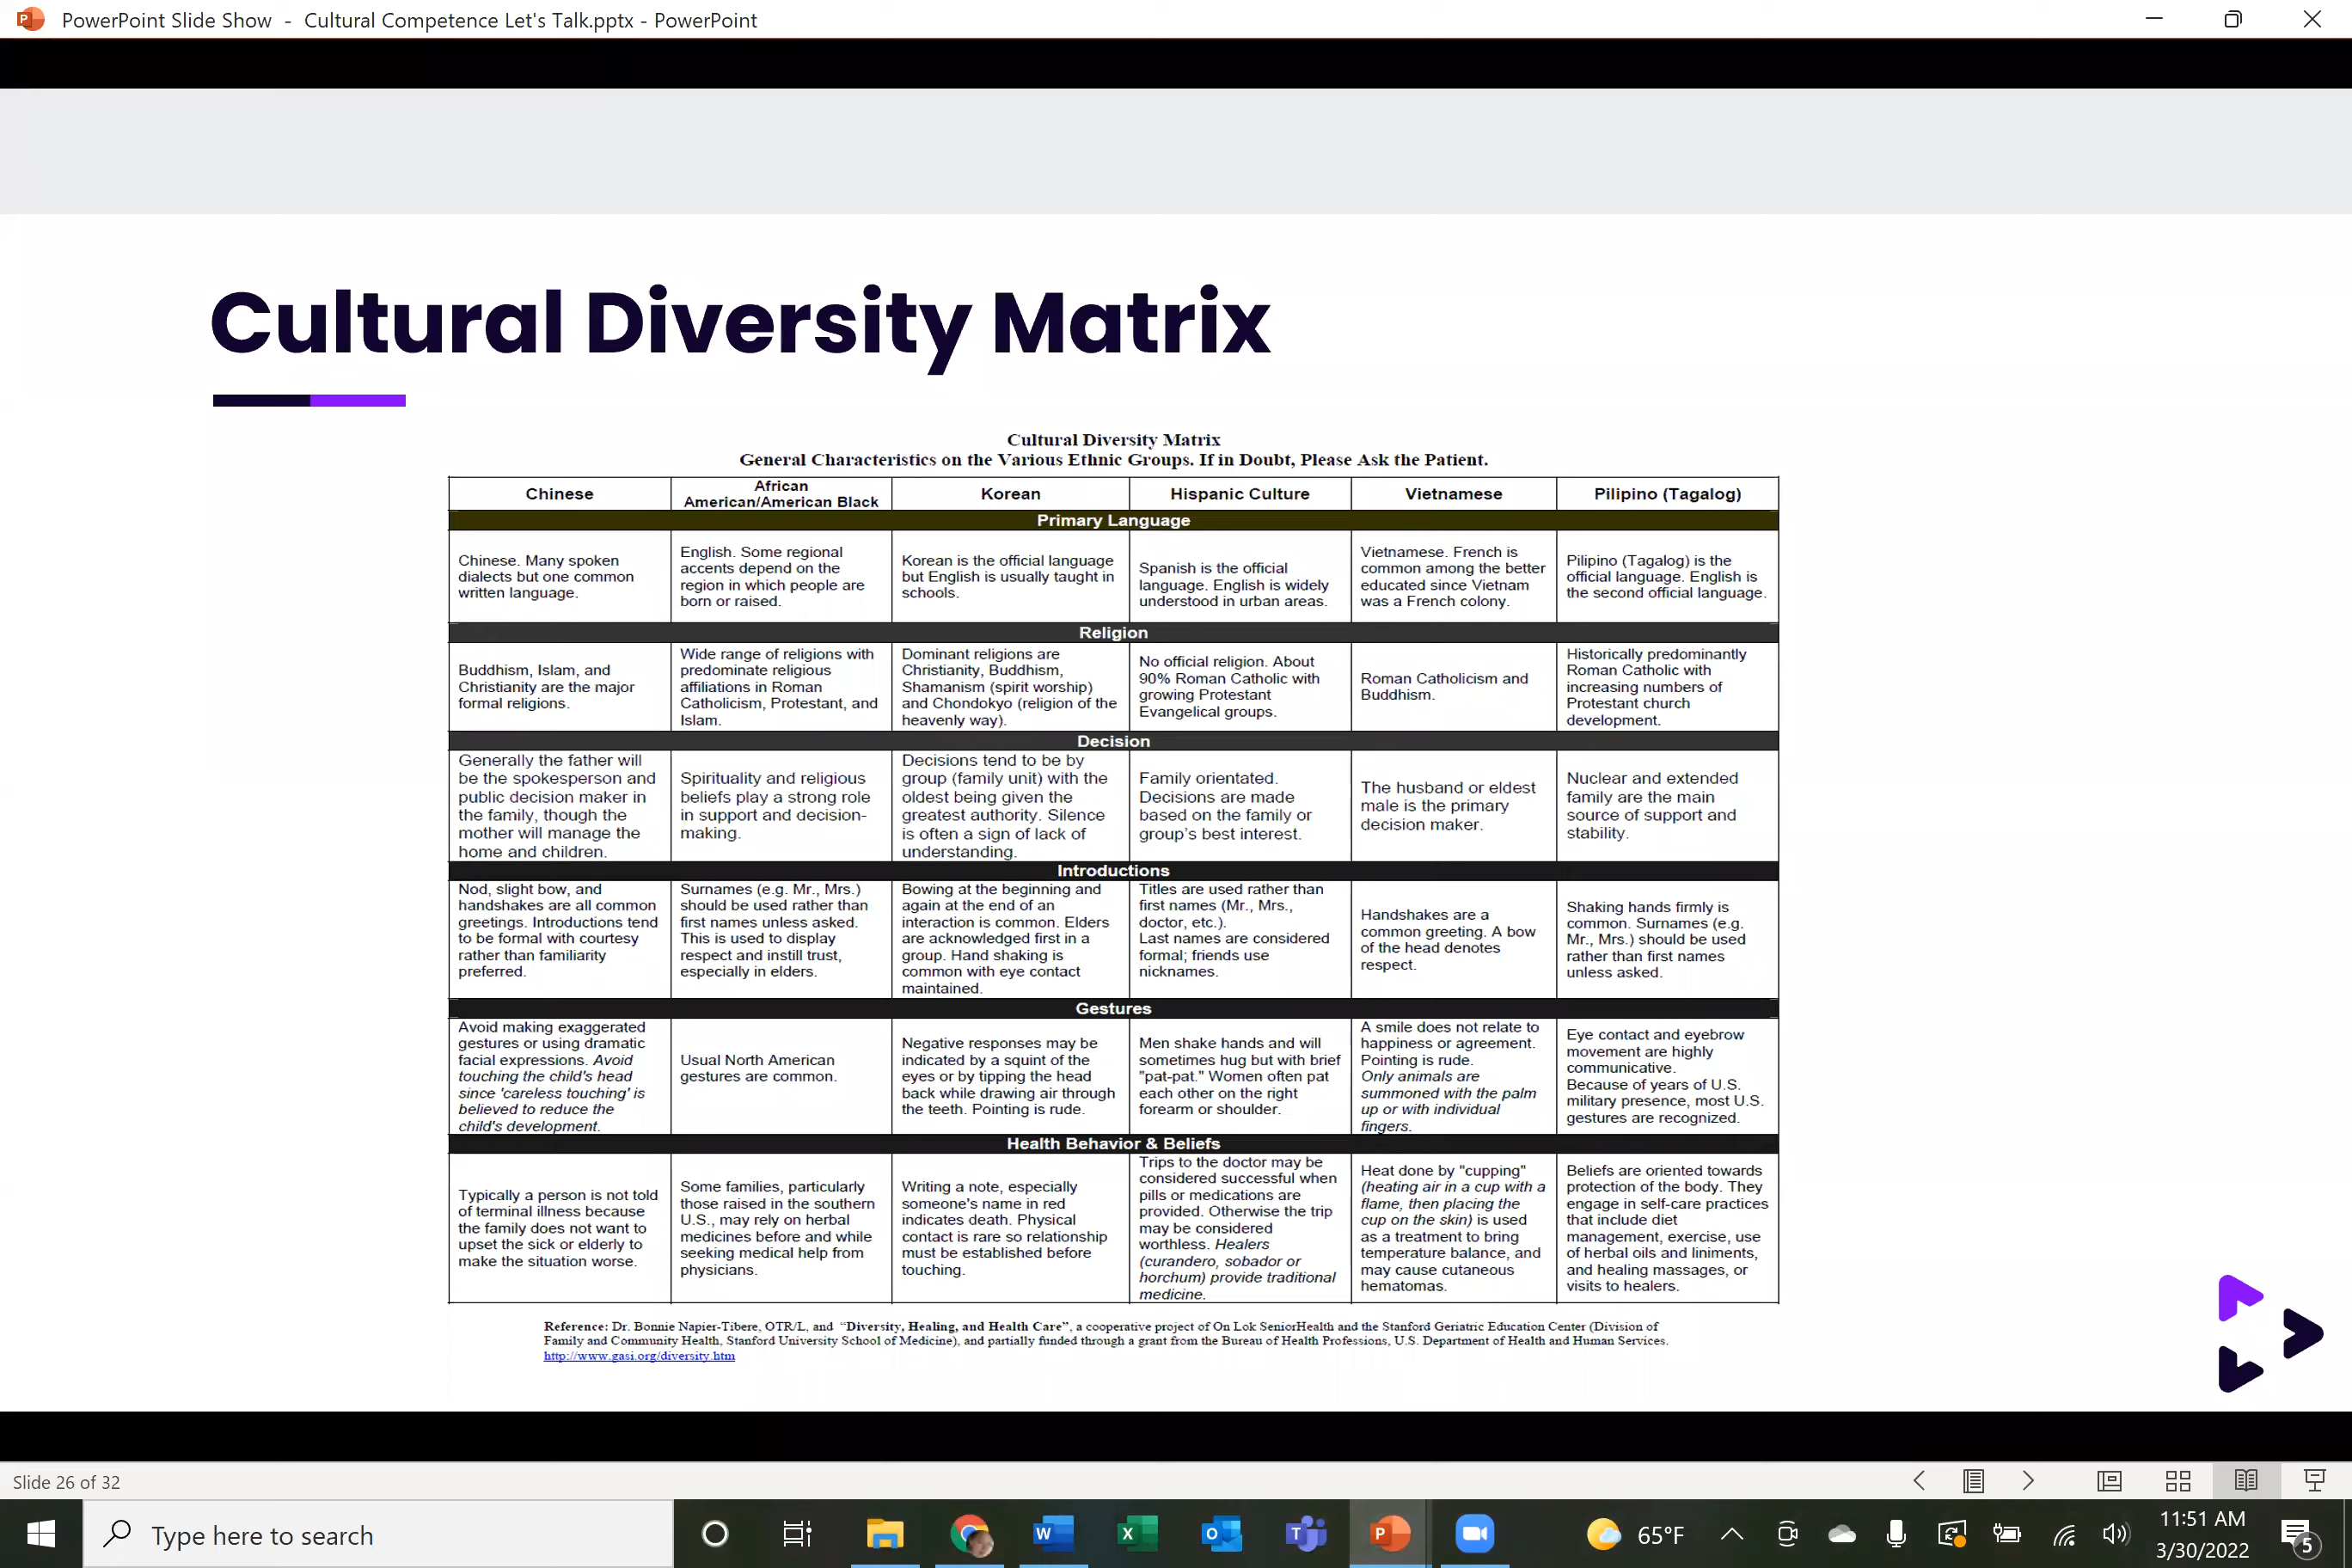 PowerPoint Slide Show - Cultural Competence Let's Talk.pptx - PowerPoint
Cultural Diversity Matrix
Cultural Diversity Matrix
General Characteristics on the Various Ethnic Groups. If in Doubt, Please Ask the Patient.
Chinese
African
American/American Black
Korean
Hispanic Culture
Vietnamese
Pilipino (Tagalog)
Primary Language
Chinese. Many spoken
dialects but one common
written language.
English. Some regional
accents depend on the
region in which people are
born or raised.
Korean is the official language
but English is usually taught in
schools.
Spanish is the official
language. English is widely
understood in urban areas.
Vietnamese. French is
common among the better
educated since Vietnam
was a French colony.
Pilipino (Tagalog) is the
official language. English is
the second official language.
Religion
Buddhism, Islam, and
Christianity are the major
formal religions.
Wide range of religions with
predominate religious
affiliations in Roman
Catholicism, Protestant, and
Islam.
Dominant religions are
Christianity, Buddhism,
Shamanism (spirit worship)
and Chondokyo (religion of the
heavenly way).
No official religion. About
90% Roman Catholic with
growing Protestant
Evangelical groups.
Roman Catholicism and
Buddhism.
Historically predominantly
Roman Catholic with
increasing numbers of
Protestant church
development.
Decision
Generally the father will
be the spokesperson and
public decision maker in
the family, though the
mother will manage the
home and children.
Spirituality and religious
beliefs play a strong role
in support and decision-
making.
Decisions tend to be by
group (family unit) with the
oldest being given the
greatest authority. Silence
is often a sign of lack of
understanding.
Family orientated.
Decisions are made
based on the family or
group's best interest.
The husband or eldest
male is the primary
decision maker.
Nuclear and extended
family are the main
source of support and
stability.
Introductions
Nod, slight bow, and
handshakes are all common
greetings. Introductions tend
to be formal with courtesy
rather than familiarity
preferred.
Surnames (e.g. Mr., Mrs.)
should be used rather than
first names unless asked.
This is used to display
respect and instill trust,
especially in elders.
Bowing at the beginning and
again at the end of an
interaction is common. Elders
are acknowledged first in a
group. Hand shaking is
common with eye contact
maintained.
Titles are used rather than
first names (Mr., Mrs.,
doctor, etc.).
Last names are considered
formal; friends use
nicknames.
Handshakes are a
common greeting. A bow
of the head denotes
respect.
Shaking hands firmly is
common. Surnames (e.g.
Mr., Mrs.) should be used
rather than first names
unless asked.
Gestures
Avoid making exaggerated
gestures or using dramatic
facial expressions. Avoid
touching the child's head
since 'careless touching' is
believed to reduce the
child's development.
Usual North American
gestures are common.
Negative responses may be
indicated by a squint of the
eyes or by tipping the head
back while drawing air through
the teeth. Pointing is rude.
Men shake hands and will
sometimes hug but with brief
"pat-pat." Women often pat
each other on the right
forearm or shoulder.
A smile does not relate to
happiness or agreement.
Pointing is rude.
Only animals are
summoned with the palm
up or with individual
fingers.
Eye contact and eyebrow
movement are highly
communicative.
Because of years of U.S.
military presence, most U.S.
gestures are recognized.
Health Behavior & Beliefs
Typically a person is not told
of terminal illness because
the family does not want to
upset the sick or elderly to
make the situation worse.
Some families, particularly
those raised in the southern
U.S., may rely on herbal
medicines before and while
seeking medical help from
physicians.
Writing a note, especially
someone's name in red
indicates death. Physical
contact is rare so relationship
must be established before
touching.
Trips to the doctor may be
considered successful when
pills or medications are
provided. Otherwise the trip
may be considered
worthless. Healers
(curandero, sobador or
horchum) provide traditional
medicine.
Heat done by "cupping"
(heating air in a cup with a
flame, then placing the
cup on the skin) is used
as a treatment to bring
temperature balance, and
may cause cutaneous
hematomas.
Beliefs are oriented towards
protection of the body. They
engage in self-care practices
that include diet
management, exercise, use
of herbal oils and liniments,
and healing massages, or
visits to healers.
Reference: Dr. Bonnie Napier-Tibere, OTR/L, and "Diversity, Healing, and Health Care", a cooperative project of On Lok SeniorHealth and the Stanford Geriatric Education Center (Division of
Family and Community Health, Stanford University School of Medicine), and partially funded through a grant from the Bureau of Health Professions, U.S. Department of Health and Human Services.
http://www.gasi.org/diversity.htm
Slide 26 of 32
Type here to search
65°F
11:51 AM
3/30/2022
5